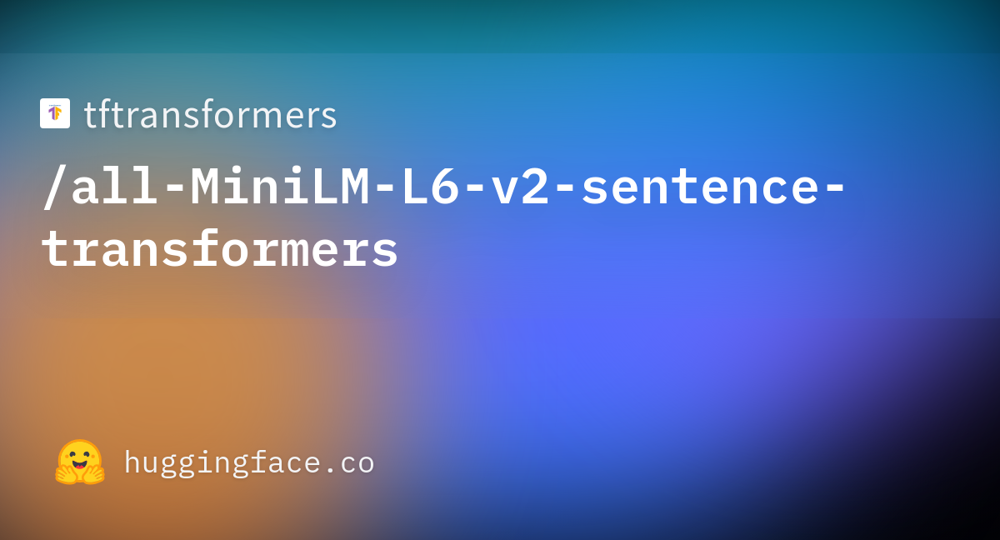 tftransformers
/all-MiniLM-L6-v2-sentence-
transformers
huggingface.co